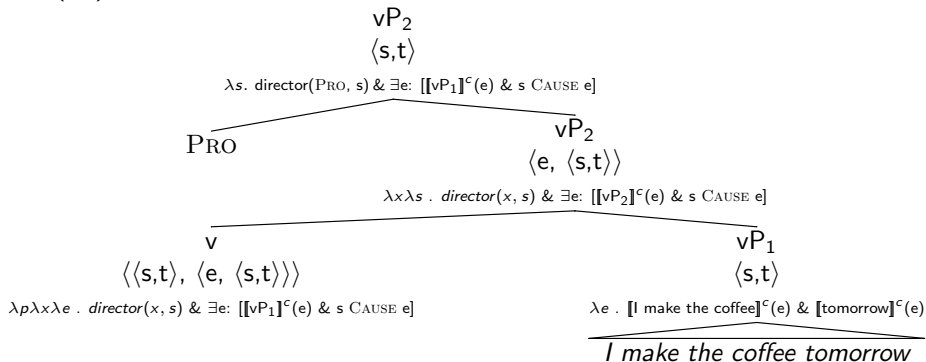 vP₂
⟨s,t⟩
λs. director(PRO, s) & ∃e: [⟦vP₁⟧ᶜ(e) & s CAUSE e]
PRO
vP₂
⟨e, ⟨s,t⟩⟩
λxλs . director(x, s) & ∃e: [⟦vP₂⟧ᶜ(e) & s CAUSE e]
v
vP₁
⟨⟨s,t⟩, ⟨e, ⟨s,t⟩⟩⟩
⟨s,t⟩
λpλxλe . director(x, s) & ∃e: [⟦vP₁⟧ᶜ(e) & s CAUSE e]
λe . ⟦I make the coffee⟧ᶜ(e) & ⟦tomorrow⟧ᶜ(e)
I make the coffee tomorrow